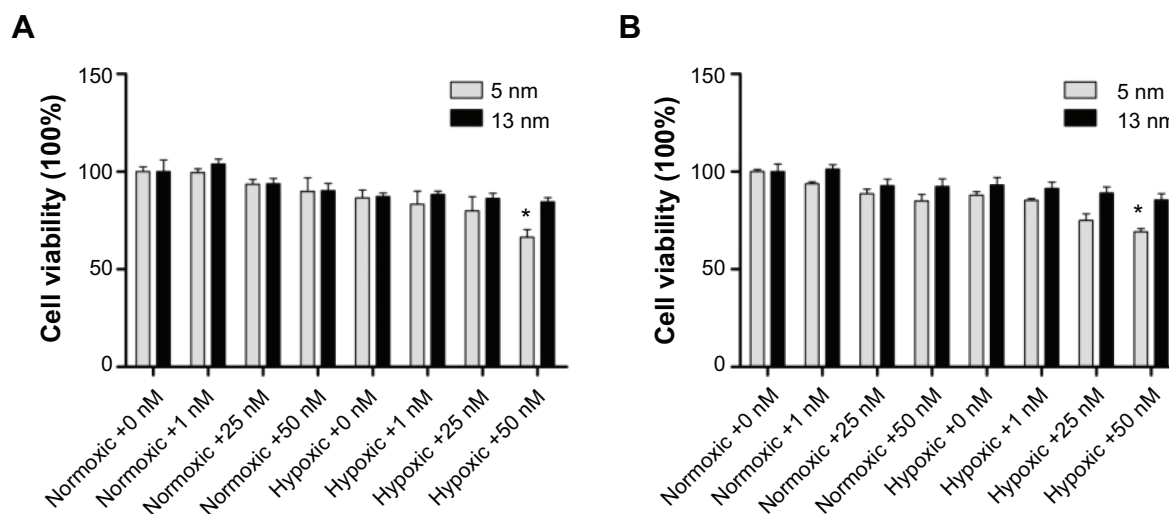 A
Cell viability (100%)
150
100
50
0
5 nm
13 nm
*
Normoxic +0 nM
Normoxic +1 nM
Normoxic +25 nM
Normoxic +50 nM
Hypoxic +0 nM
Hypoxic +1 nM
Hypoxic +25 nM
Hypoxic +50 nM
B
Cell viability (100%)
150
100
50
0
5 nm
13 nm
*
Normoxic +0 nM
Normoxic +1 nM
Normoxic +25 nM
Normoxic +50 nM
Hypoxic +0 nM
Hypoxic +1 nM
Hypoxic +25 nM
Hypoxic +50 nM